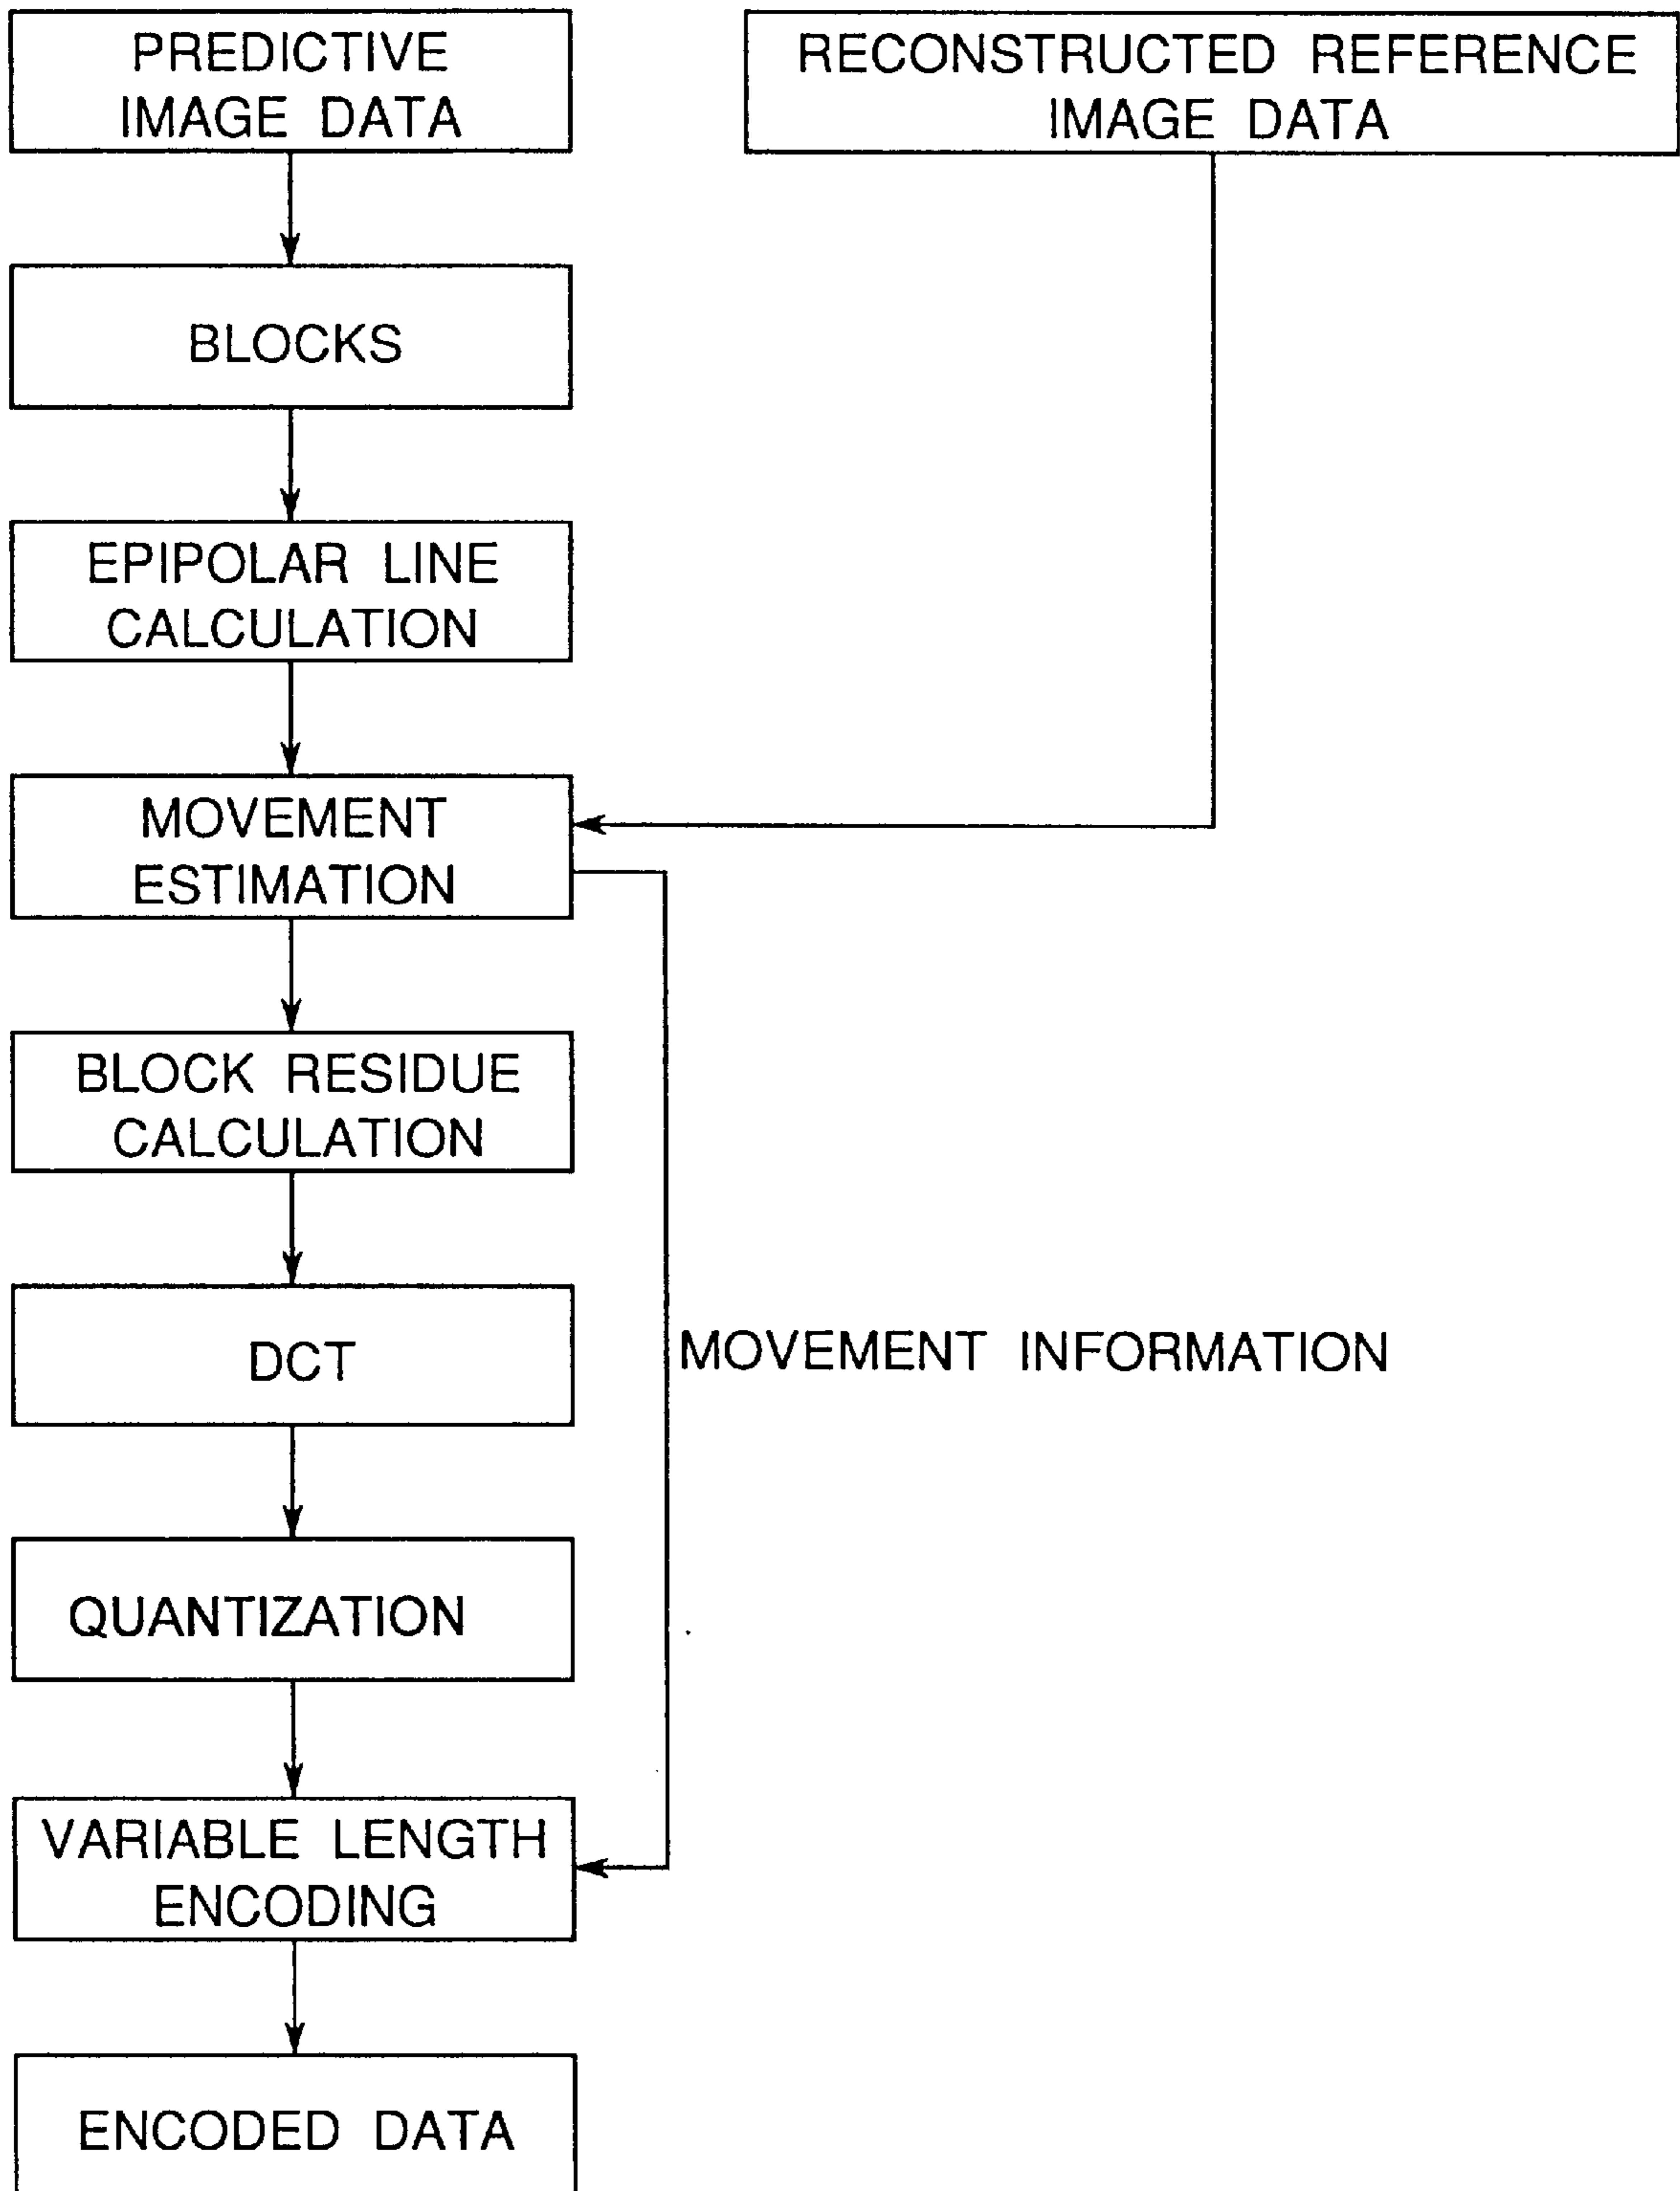 PREDICTIVE
IMAGE DATA
RECONSTRUCTED REFERENCE
IMAGE DATA
BLOCKS
EPIPOLAR LINE
CALCULATION
MOVEMENT
ESTIMATION
BLOCK RESIDUE
CALCULATION
DCT
MOVEMENT INFORMATION
QUANTIZATION
VARIABLE LENGTH
ENCODING
ENCODED DATA